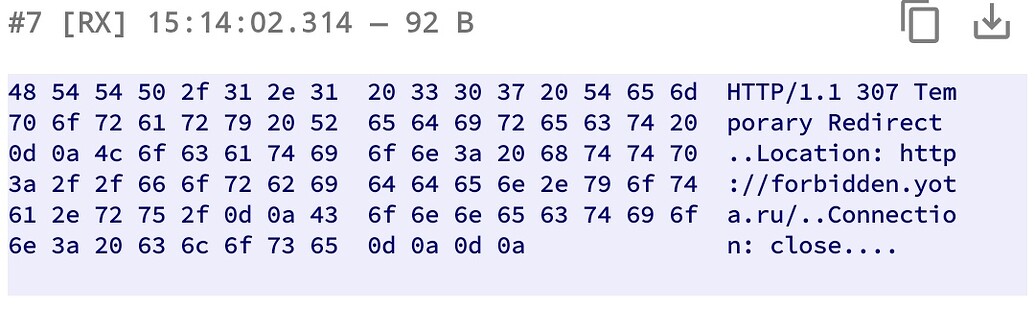 #7 [RX] 15:14:02.314 — 92 B
48 54 54 50 2f 31 2e 31  20 33 30 37 20 54 65 6d  HTTP/1.1 307 Tem
70 6f 72 61 72 79 20 52  65 64 69 72 65 63 74 20  porary Redirect
0d 0a 4c 6f 63 61 74 69  6f 6e 3a 20 68 74 74 70  ..Location: http
3a 2f 2f 66 6f 72 62 69  64 64 65 6e 2e 79 6f 74  ://forbidden.yot
61 2e 72 75 2f 0d 0a 43  6f 6e 6e 65 63 74 69 6f  a.ru/..Connectio
6e 3a 20 63 6c 6f 73 65  0d 0a 0d 0a  n: close....